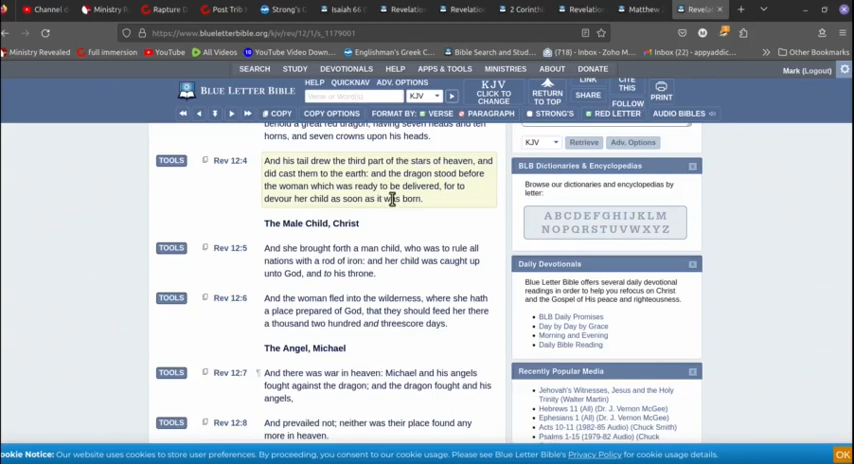 Channel d
Ministry R
Rapture D
Post Trib
Strong's G
Isaiah 66
Revelation
Revelation
2 Corinthi
Revelation
Matthew
Revelat
https://www.blueletterbible.org/kjv/rev/12/1/s_1179001
Ministry Revealed
full immersion
YouTube
All Videos
YouTube Video Down...
Englishman's Greek C...
Bible Search and Stud...
(718) - Inbox - Zoho M...
Inbox (22) - appyaddic...
Other Bookmarks
SEARCH STUDY DEVOTIONALS HELP APPS & TOOLS MINISTRIES ABOUT DONATE
Mark (Logout)
BLUE LETTER BIBLE
HELP QUICKNAV ADV. OPTIONS
Verse or Word(s)
KJV
KJV
CLICK TO
CHANGE
RETURN
TO TOP
LINK
SHARE
CITE
THIS
FOLLOW
PRINT
COPY COPY OPTIONS FORMAT BY: VERSE PARAGRAPH STRONG'S RED LETTER AUDIO BIBLES
behold a great red dragon, having seven heads and ten
horns, and seven crowns upon his heads.
TOOLS Rev 12:4 And his tail drew the third part of the stars of heaven, and
did cast them to the earth: and the dragon stood before
the woman which was ready to be delivered, for to
devour her child as soon as it was born.
The Male Child, Christ
TOOLS Rev 12:5 And she brought forth a man child, who was to rule all
nations with a rod of iron: and her child was caught up
unto God, and to his throne.
TOOLS Rev 12:6 And the woman fled into the wilderness, where she hath
a place prepared of God, that they should feed her there
a thousand two hundred and threescore days.
The Angel, Michael
TOOLS Rev 12:7 ¶ And there was war in heaven: Michael and his angels
fought against the dragon; and the dragon fought and his
angels,
TOOLS Rev 12:8 And prevailed not; neither was their place found any
more in heaven.
KJV Retrieve Adv. Options
BLB Dictionaries & Encyclopedias
Browse our dictionaries and encyclopedias by
letter:
A B C D E F G H I J K L M
N O P Q R S T U V W X Y Z
Daily Devotionals
Blue Letter Bible offers several daily devotional
readings in order to help you refocus on Christ
and the Gospel of His peace and righteousness.
BLB Daily Promises
Day by Day by Grace
Morning and Evening
Daily Bible Reading
Recently Popular Media
Jehovah's Witnesses, Jesus and the Holy
Trinity (Walter Martin)
Hebrews 11 (All) (Dr. J. Vernon McGee)
Ephesians 1 (All) (Dr. J. Vernon McGee)
Acts 10-11 (1982-85 Audio) (Chuck Smith)
Psalms 1-15 (1979-82 Audio) (Chuck
ookie Notice: Our website uses cookies to store user preferences. By proceeding, you consent to our cookie usage. Please see Blue Letter Bible's Privacy Policy for cookie usage details.
OK